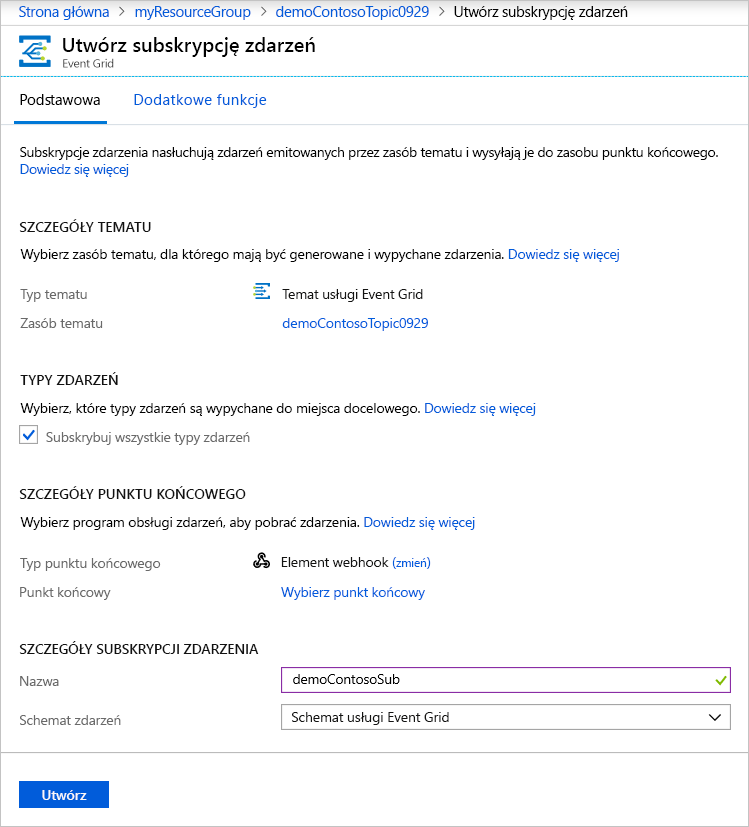 Strona główna > myResourceGroup > demoContosoTopic0929 > Utwórz subskrypcję zdarzeń
Utwórz subskrypcję zdarzeń
Event Grid
Podstawowa Dodatkowe funkcje
Subskrypcje zdarzenia nasłuchują zdarzeń emitowanych przez zasób tematu i wysyłają je do zasobu punktu końcowego.
Dowiedz się więcej
SZCZEGÓŁY TEMATU
Wybierz zasób tematu, dla którego mają być generowane i wypychane zdarzenia. Dowiedz się więcej
Typ tematu Temat usługi Event Grid
Zasób tematu demoContosoTopic0929
TYPY ZDARZEŃ
Wybierz, które typy zdarzeń są wypychane do miejsca docelowego. Dowiedz się więcej
Subskrybuj wszystkie typy zdarzeń
SZCZEGÓŁY PUNKTU KOŃCOWEGO
Wybierz program obsługi zdarzeń, aby pobrać zdarzenia. Dowiedz się więcej
Typ punktu końcowego Element webhook (zmień)
Punkt końcowy Wybierz punkt końcowy
SZCZEGÓŁY SUBSKRYPCJI ZDARZENIA
Nazwa demoContosoSub
Schemat zdarzeń Schemat usługi Event Grid
Utwórz